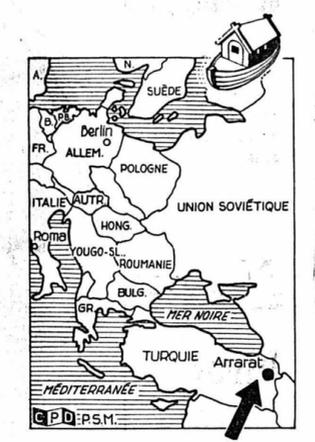 A.
N.
SUÈDE
B.
P.B.
Berlin
FR.
ALLEM.
POLOGNE
ITALIE
AUTR.
UNION SOVIÉTIQUE
HONG.
Roma
YOUGO-SL.
ROUMANIE
BULG.
GR.
MER NOIRE
TURQUIE
Arrarat
MÉDITERRANÉE
CPD P.S.M.